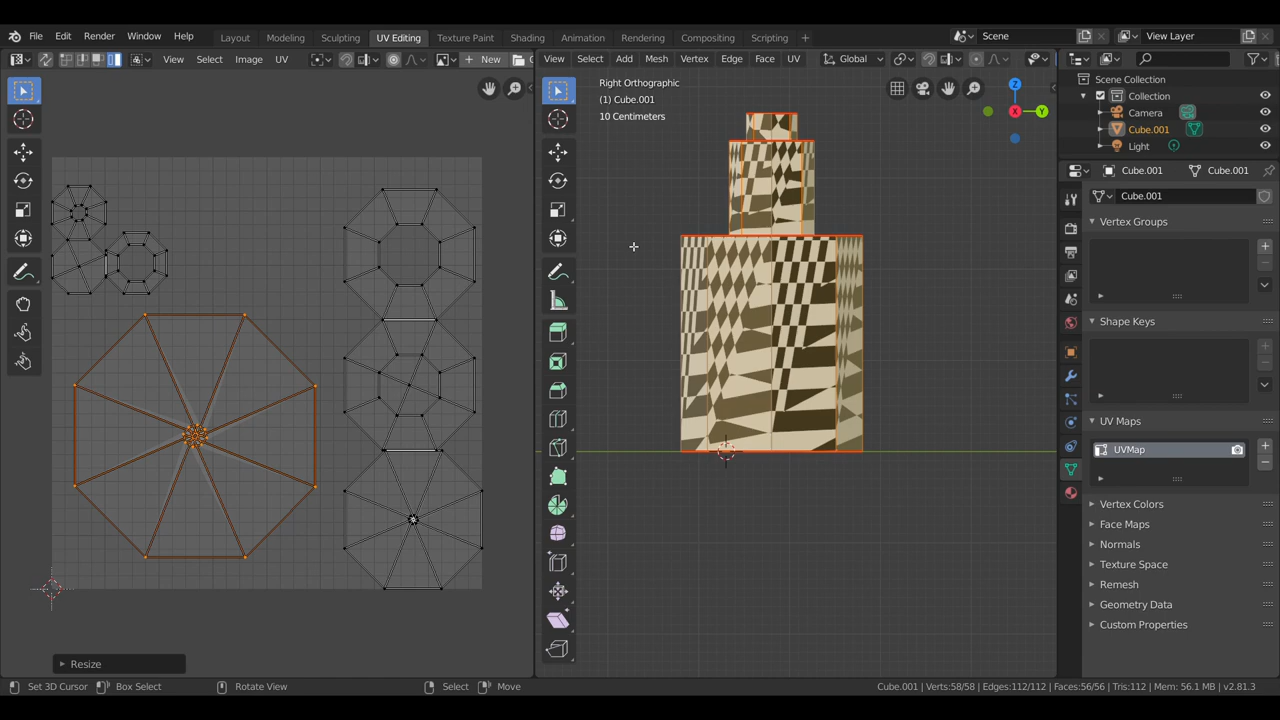 File Edit Render Window Help Layout Modeling Sculpting UV Editing Texture Paint Shading Animation Rendering Compositing Scripting + Scene View Layer
View Select Image UV New View Select Add Mesh Vertex Edge Face UV Global
Right Orthographic
(1) Cube.001
10 Centimeters
Z
X
Y
Scene Collection
Collection
Camera
Cube.001
Light
Cube.001 Cube.001
Cube.001
Vertex Groups
Shape Keys
UV Maps
UVMap
Vertex Colors
Face Maps
Normals
Texture Space
Remesh
Geometry Data
Custom Properties
Resize
Set 3D Cursor Box Select Rotate View Select Move Cube.001 | Verts:58/58 | Edges:112/112 | Faces:56/56 | Tris:112 | Mem: 56.1 MB | v2.81.3